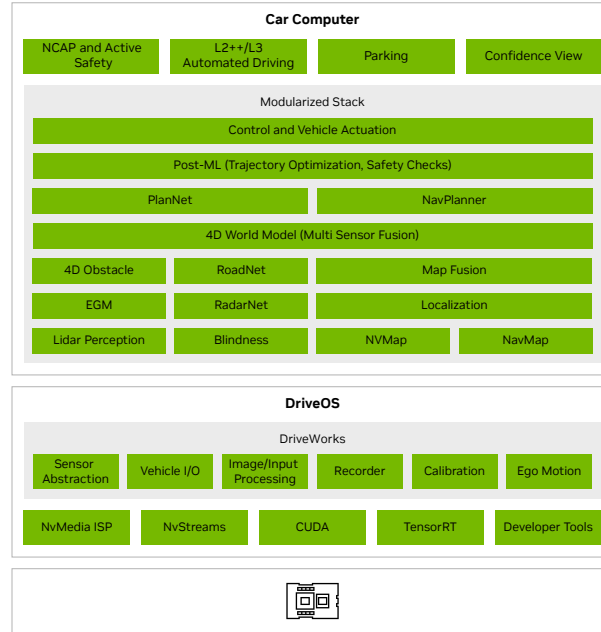 Car Computer
NCAP and Active
Safety
L2++/L3
Automated Driving
Parking
Confidence View
Modularized Stack
Control and Vehicle Actuation
Post-ML (Trajectory Optimization, Safety Checks)
PlanNet
NavPlanner
4D World Model (Multi Sensor Fusion)
4D Obstacle
RoadNet
Map Fusion
EGM
RadarNet
Localization
Lidar Perception
Blindness
NVMap
NavMap
DriveOS
DriveWorks
Sensor
Abstraction
Vehicle I/O
Image/Input
Processing
Recorder
Calibration
Ego Motion
NvMedia ISP
NvStreams
CUDA
TensorRT
Developer Tools